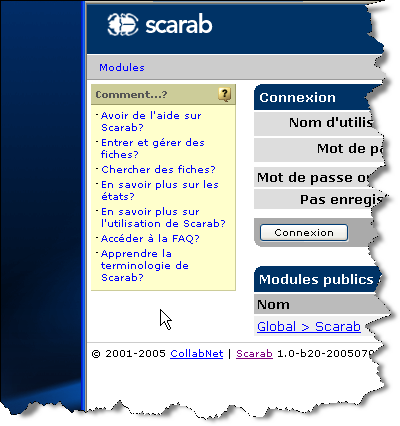 scarab
Modules
Comment...?
Avoir de l'aide sur
Scarab?
Entrer et gérer des
fiches?
Chercher des fiches?
En savoir plus sur les
états?
En savoir plus sur
l'utilisation de Scarab?
Accéder à la FAQ?
Apprendre la
terminologie de
Scarab?
Connexion
Nom d'utilis
Mot de pa
Mot de passe ou
Pas enregis
Connexion
Modules publics
Nom
Global > Scarab
© 2001-2005 CollabNet | Scarab 1.0-b20-2005070